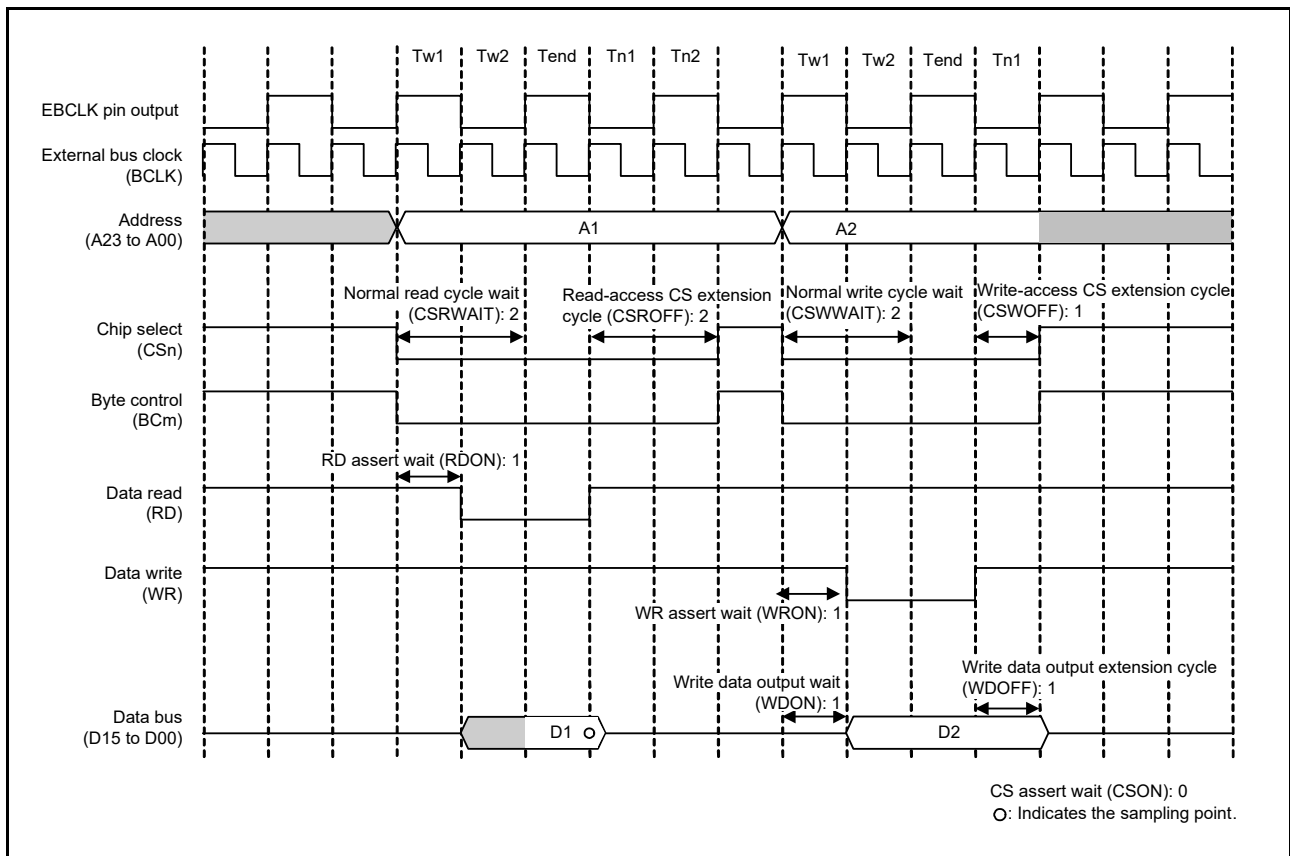 Tw1 Tw2 Tend Tn1 Tn2 Tw1 Tw2 Tend Tn1
EBCLK pin output
External bus clock
(BCLK)
Address
(A23 to A00)
A1 A2
Normal read cycle wait
(CSRWAIT): 2
Read-access CS extension
cycle (CSROFF): 2
Normal write cycle wait
(CSWWAIT): 2
Write-access CS extension cycle
(CSWOFF): 1
Chip select
(CSn)
Byte control
(BCm)
RD assert wait (RDON): 1
Data read
(RD)
Data write
(WR)
WR assert wait (WRON): 1
Write data output wait
(WDON): 1
Write data output extension cycle
(WDOFF): 1
Data bus
(D15 to D00)
D1 D2
CS assert wait (CSON): 0
O: Indicates the sampling point.